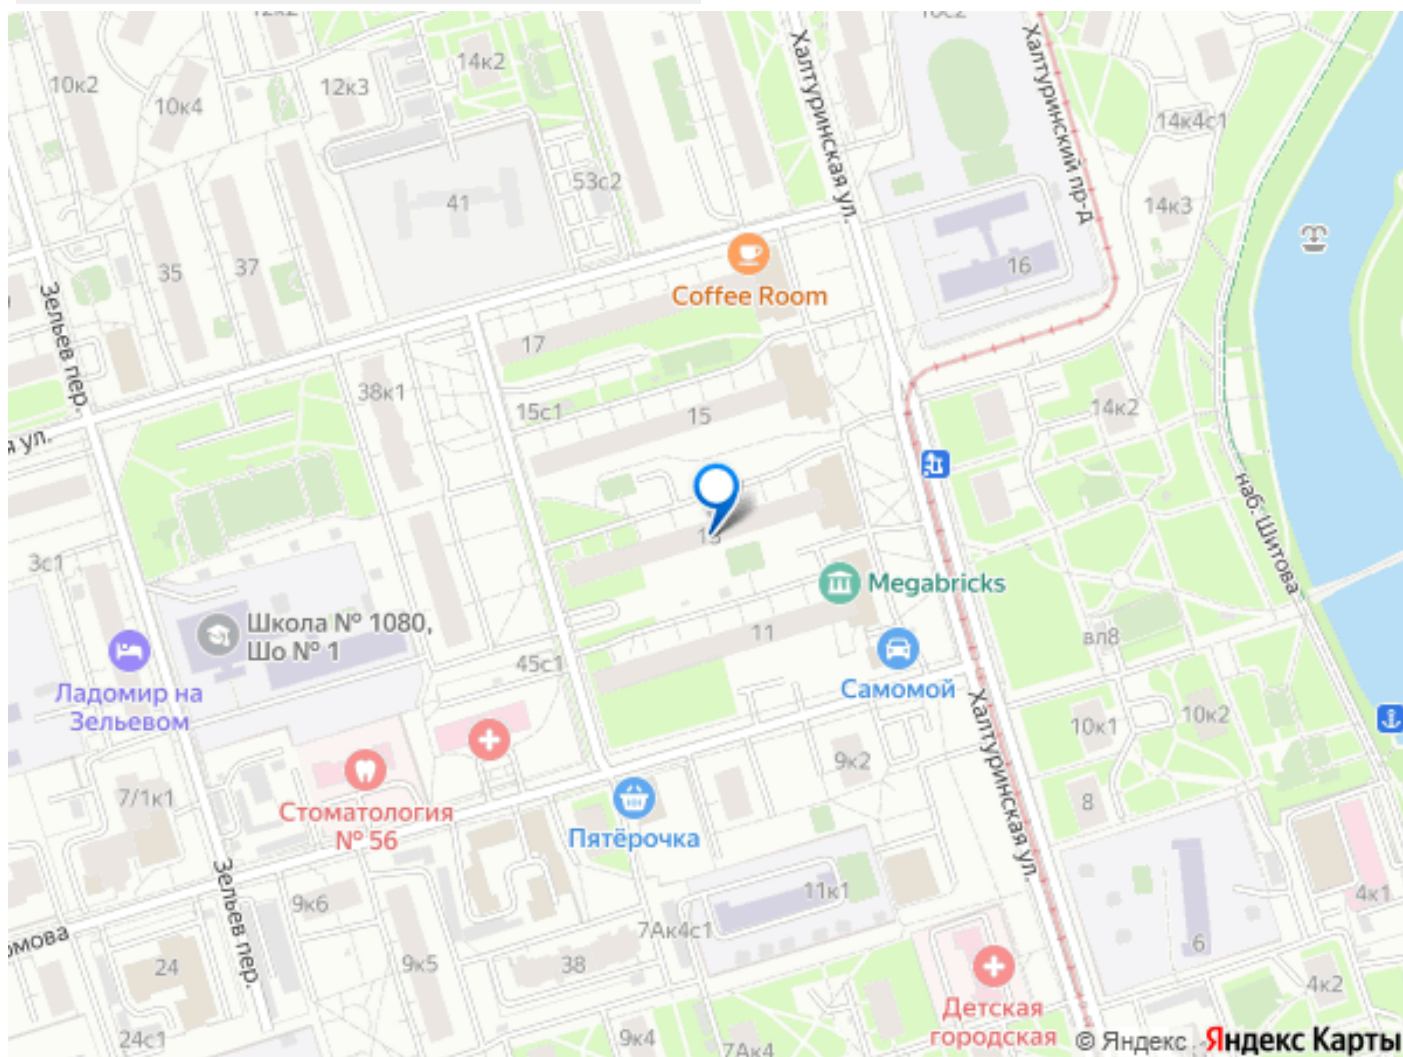 14к2
10к2
12к3
10к4
14к4с1
Халтуринская ул.
Халтуринский пр-д
53с2
41
14к3
35
37
16
Coffee Room
17
Зельев пер.
38к1
15с1
15
14к2
я ул.
13
наб. Шитова
3с1
Megabricks
Школа № 1080,
Шо № 1
11
вл8
45с1
Ладомир на
Зельевом
Самомой
Халтуринская ул.
10к1
10к2
9к2
7/1к1
8
Стоматология
№ 56
Пятёрочка
Зельев пер.
9к6
11к1
4к1
7Ак4с1
омова
6
24
9к5
38
4к2
Детская
городская
24с1
9к4
7Ак4
© Яндекс
Яндекс Карты